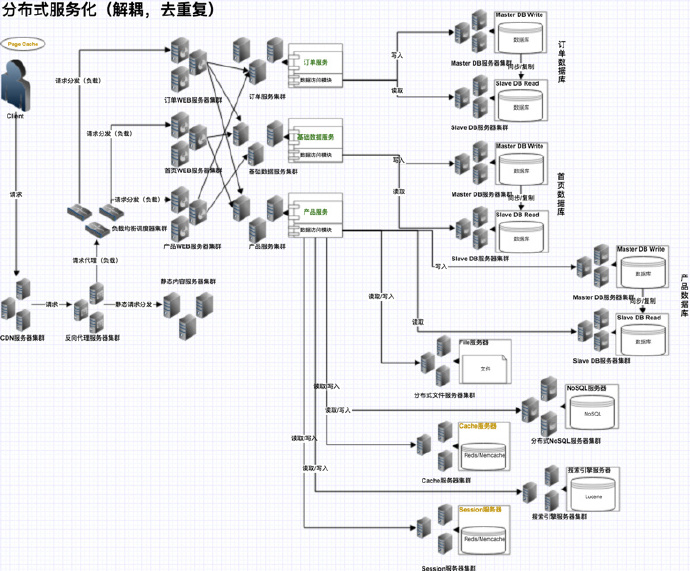 分布式服务化（解耦，去重复）
Page Cache
Client
请求
请求分发（负载）
请求分发（负载）
请求分发（负载）
订单WEB服务器集群
首页WEB服务器集群
产品WEB服务器集群
负载均衡调度器集群
请求代理（负载）
CDN服务器集群
请求
反向代理服务器集群
静态请求分发
静态内容服务器集群
订单服务集群
基础数据服务集群
产品服务集群
订单服务
数据访问模块
基础数据服务
数据访问模块
产品服务
数据访问模块
写入
读取
Master DB Write
数据库
Master DB服务器集群
同步/复制
Slave DB Read
数据库
Slave DB服务器集群
订单数据库
写入
读取
Master DB Write
数据库
Master DB服务器集群
同步/复制
Slave DB Read
数据库
Slave DB服务器集群
首页数据库
写入
读取
Master DB Write
数据库
Master DB服务器集群
同步/复制
Slave DB Read
数据库
Slave DB服务器集群
产品数据库
读取/写入
File服务器
文件
分布式文件服务器集群
读取/写入
读取/写入
NoSQL服务器
NoSQL
分布式NoSQL服务器集群
Cache服务器
Reds/Memcache
Cache服务器集群
读取/写入
读取/写入
搜索引擎服务器
Lucene
搜索引擎服务器集群
Session服务器
Reds/Memcache
Session服务器集群